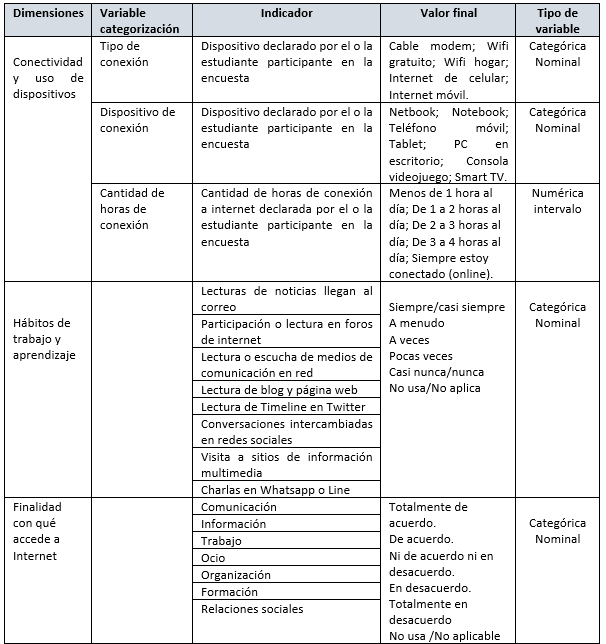 Dimensiones
Variable
categorización
Indicador
Valor final
Tipo de
variable
Conectividad
y uso de
dispositivos
Tipo de
conexión
Dispositivo declarado por el o la
estudiante participante en la
encuesta
Cable modem; Wifi
gratuito; Wifi hogar;
Internet de celular;
Internet móvil.
Categórica
Nominal
Dispositivo de
conexión
Dispositivo declarado por el o la
estudiante participante en la
encuesta
Netbook; Notebook;
Teléfono móvil;
Tablet; PC en
escritorio; Consola
videojuego; Smart TV.
Categórica
Nominal
Cantidad de
horas de
conexión
Cantidad de horas de conexión
a internet declarada por el o la
estudiante participante en la
encuesta
Menos de 1 hora al
día; De 1 a 2 horas al
día; De 2 a 3 horas al
día; De 3 a 4 horas al
día; Siempre estoy
conectado (online).
Numérica
intervalo
Hábitos de
trabajo y
aprendizaje
Lecturas de noticias llegan al
correo
Participación o lectura en foros
de internet
Lectura o escucha de medios de
comunicación en red
Lectura de blog y página web
Lectura de Timeline en Twitter
Conversaciones intercambiadas
en redes sociales
Visita a sitios de información
multimedia
Charlas en Whatsapp o Line
Siempre/casi siempre
A menudo
A veces
Pocas veces
Casi nunca/nunca
No usa/No aplica
Categórica
Nominal
Finalidad
con qué
accede a
Internet
Comunicación
Información
Trabajo
Ocio
Organización
Formación
Relaciones sociales
Totalmente de
acuerdo.
De acuerdo.
Ni de acuerdo ni en
desacuerdo.
En desacuerdo.
Totalmente en
desacuerdo
No usa /No aplicable
Categórica
Nominal